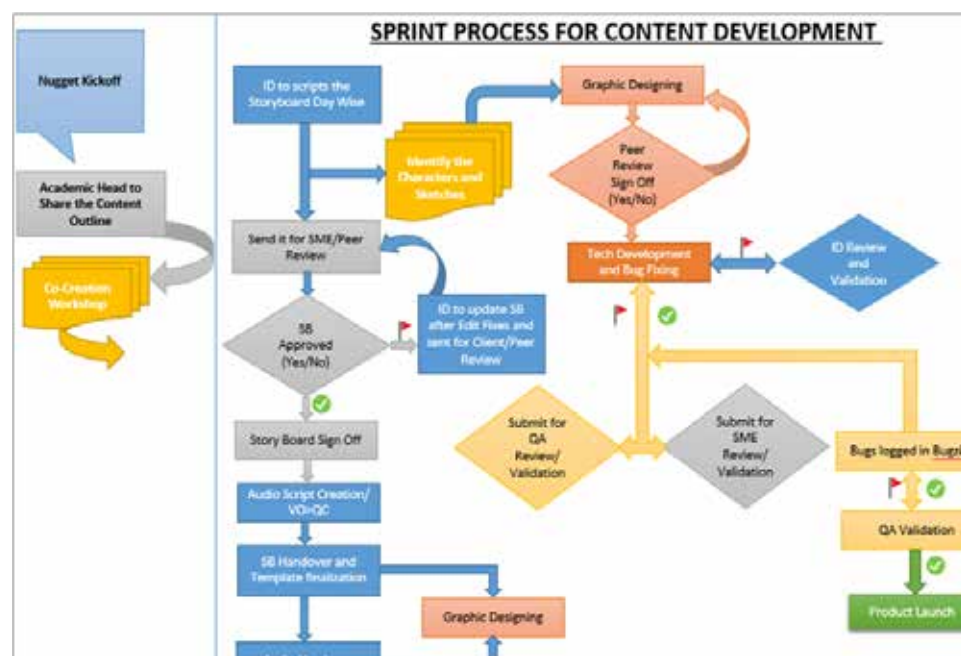 SPRINT PROCESS FOR CONTENT DEVELOPMENT
Nugget Kickoff
Academic Head to
Share the Content
Outline
Co-Creation
Workshop
ID to scripts the
Storyboard Day Wise
Identify the
Characters and
Sketches
Send it for SME/Peer
Review
SB
Approved
(Yes/No)
ID to update SB
after Edit Fixes and
sent for Client/Peer
Review
Story Board Sign Off
Audio Script Creation/
VO>QC
SB Handover and
Template finalization
Graphic Designing
Graphic Designing
Peer
Review
Sign Off
(Yes/No)
Tech Development
and Bug Fixing
ID Review
and
Validation
Submit for
QA
Review/
Validation
Submit for
SME
Review/
Validation
Bugs logged in
QA Validation
Product Launch